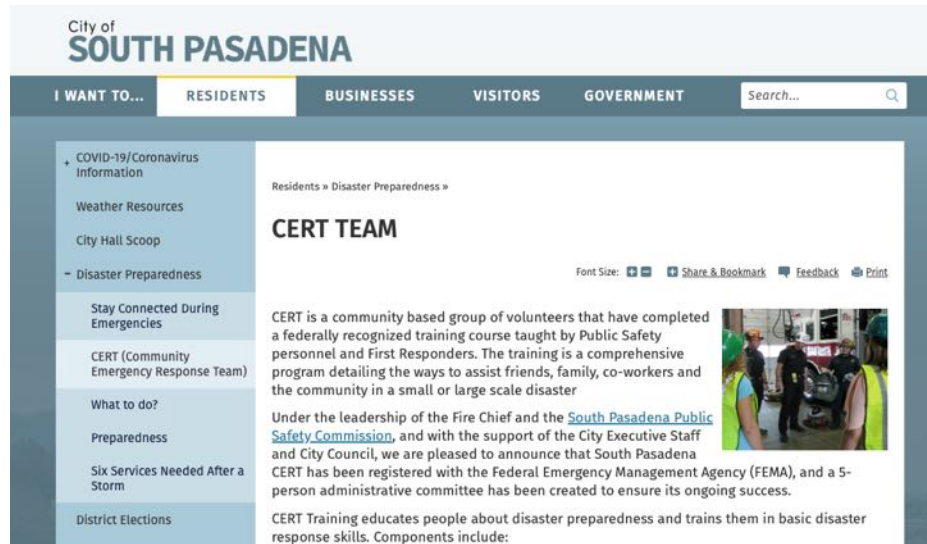 City of
SOUTH PASADENA
I WANT TO...
RESIDENTS
BUSINESSES
VISITORS
GOVERNMENT
Search...
+ COVID-19/Coronavirus
Information
Weather Resources
City Hall Scoop
- Disaster Preparedness
Stay Connected During
Emergencies
CERT (Community
Emergency Response Team)
What to do?
Preparedness
Six Services Needed After a
Storm
District Elections
Residents » Disaster Preparedness »
CERT TEAM
Font Size: + - + Share & Bookmark Feedback Print
CERT is a community based group of volunteers that have completed
a federally recognized training course taught by Public Safety
personnel and First Responders. The training is a comprehensive
program detailing the ways to assist friends, family, co-workers and
the community in a small or large scale disaster
Under the leadership of the Fire Chief and the South Pasadena Public
Safety Commission, and with the support of the City Executive Staff
and City Council, we are pleased to announce that South Pasadena
CERT has been registered with the Federal Emergency Management Agency (FEMA), and a 5-
person administrative committee has been created to ensure its ongoing success.
CERT Training educates people about disaster preparedness and trains them in basic disaster
response skills. Components include: